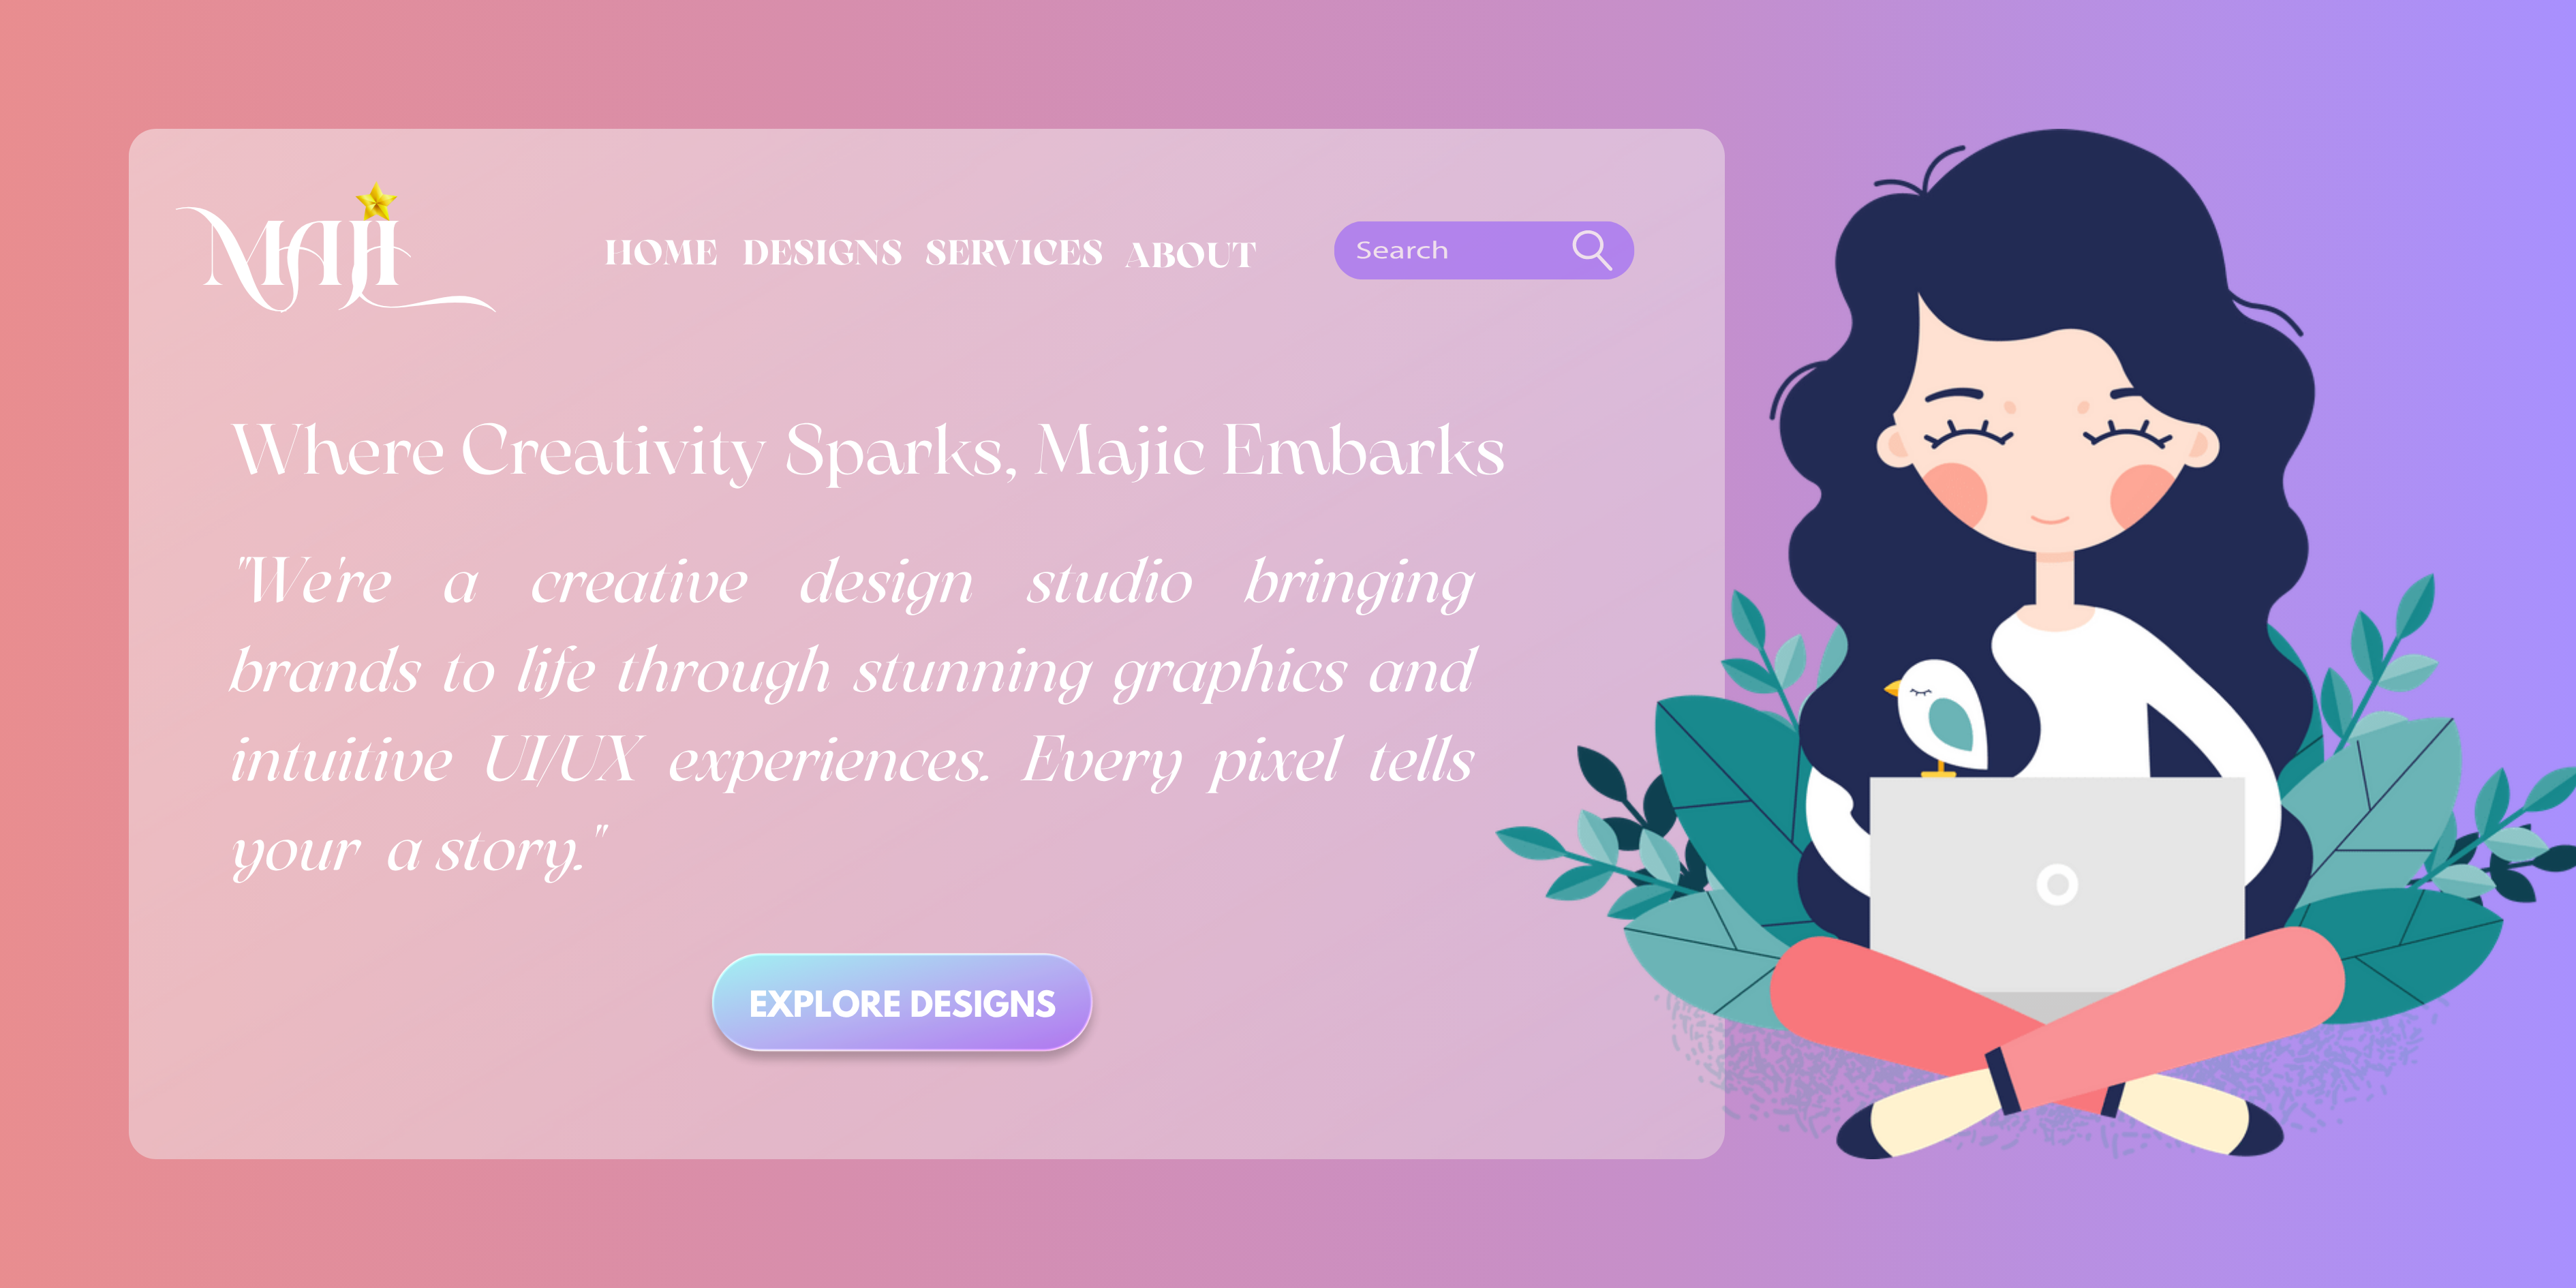 MAJI
HOME DESIGNS SERVICES ABOUT
Search
Where Creativity Sparks, Majic Embarks
"We're a creative design studio bringing
brands to life through stunning graphics and
intuitive UI/UX experiences. Every pixel tells
your a story."
EXPLORE DESIGNS